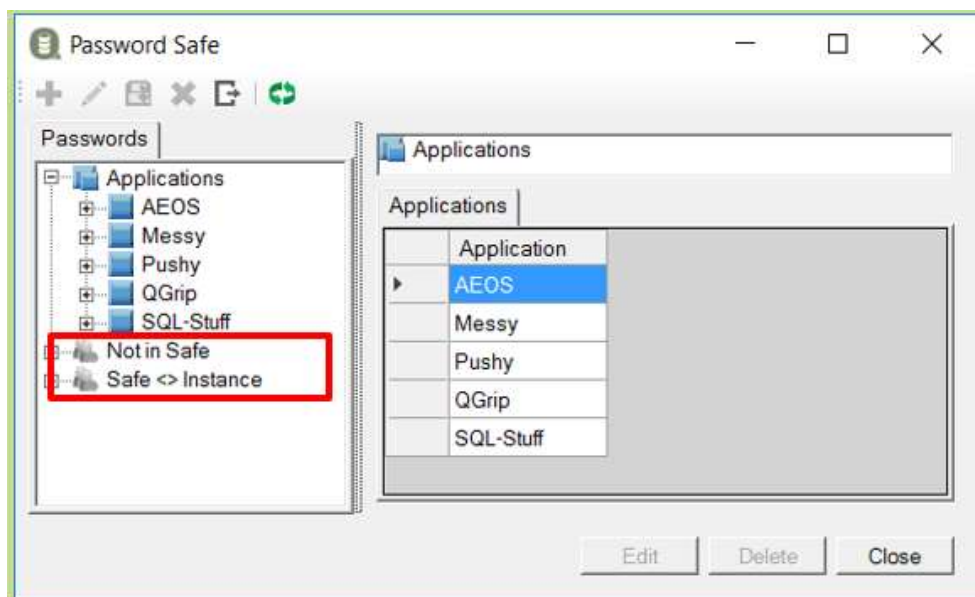 Password Safe
Passwords
Applications
AEOS
Messy
Pushy
QGrip
SQL-Stuff
Not in Safe
Safe <> Instance
Applications
Applications
Application
AEOS
Messy
Pushy
QGrip
SQL-Stuff
Edit
Delete
Close